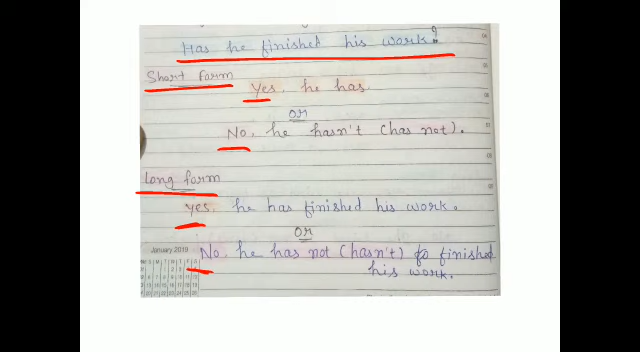 Has he finished his work?
Short form
Yes, he has.
or
No, he hasn't (has not).
Long form
yes, he has finished his work.
or
No, he has not (hasn't) finished
his work.
January 2019